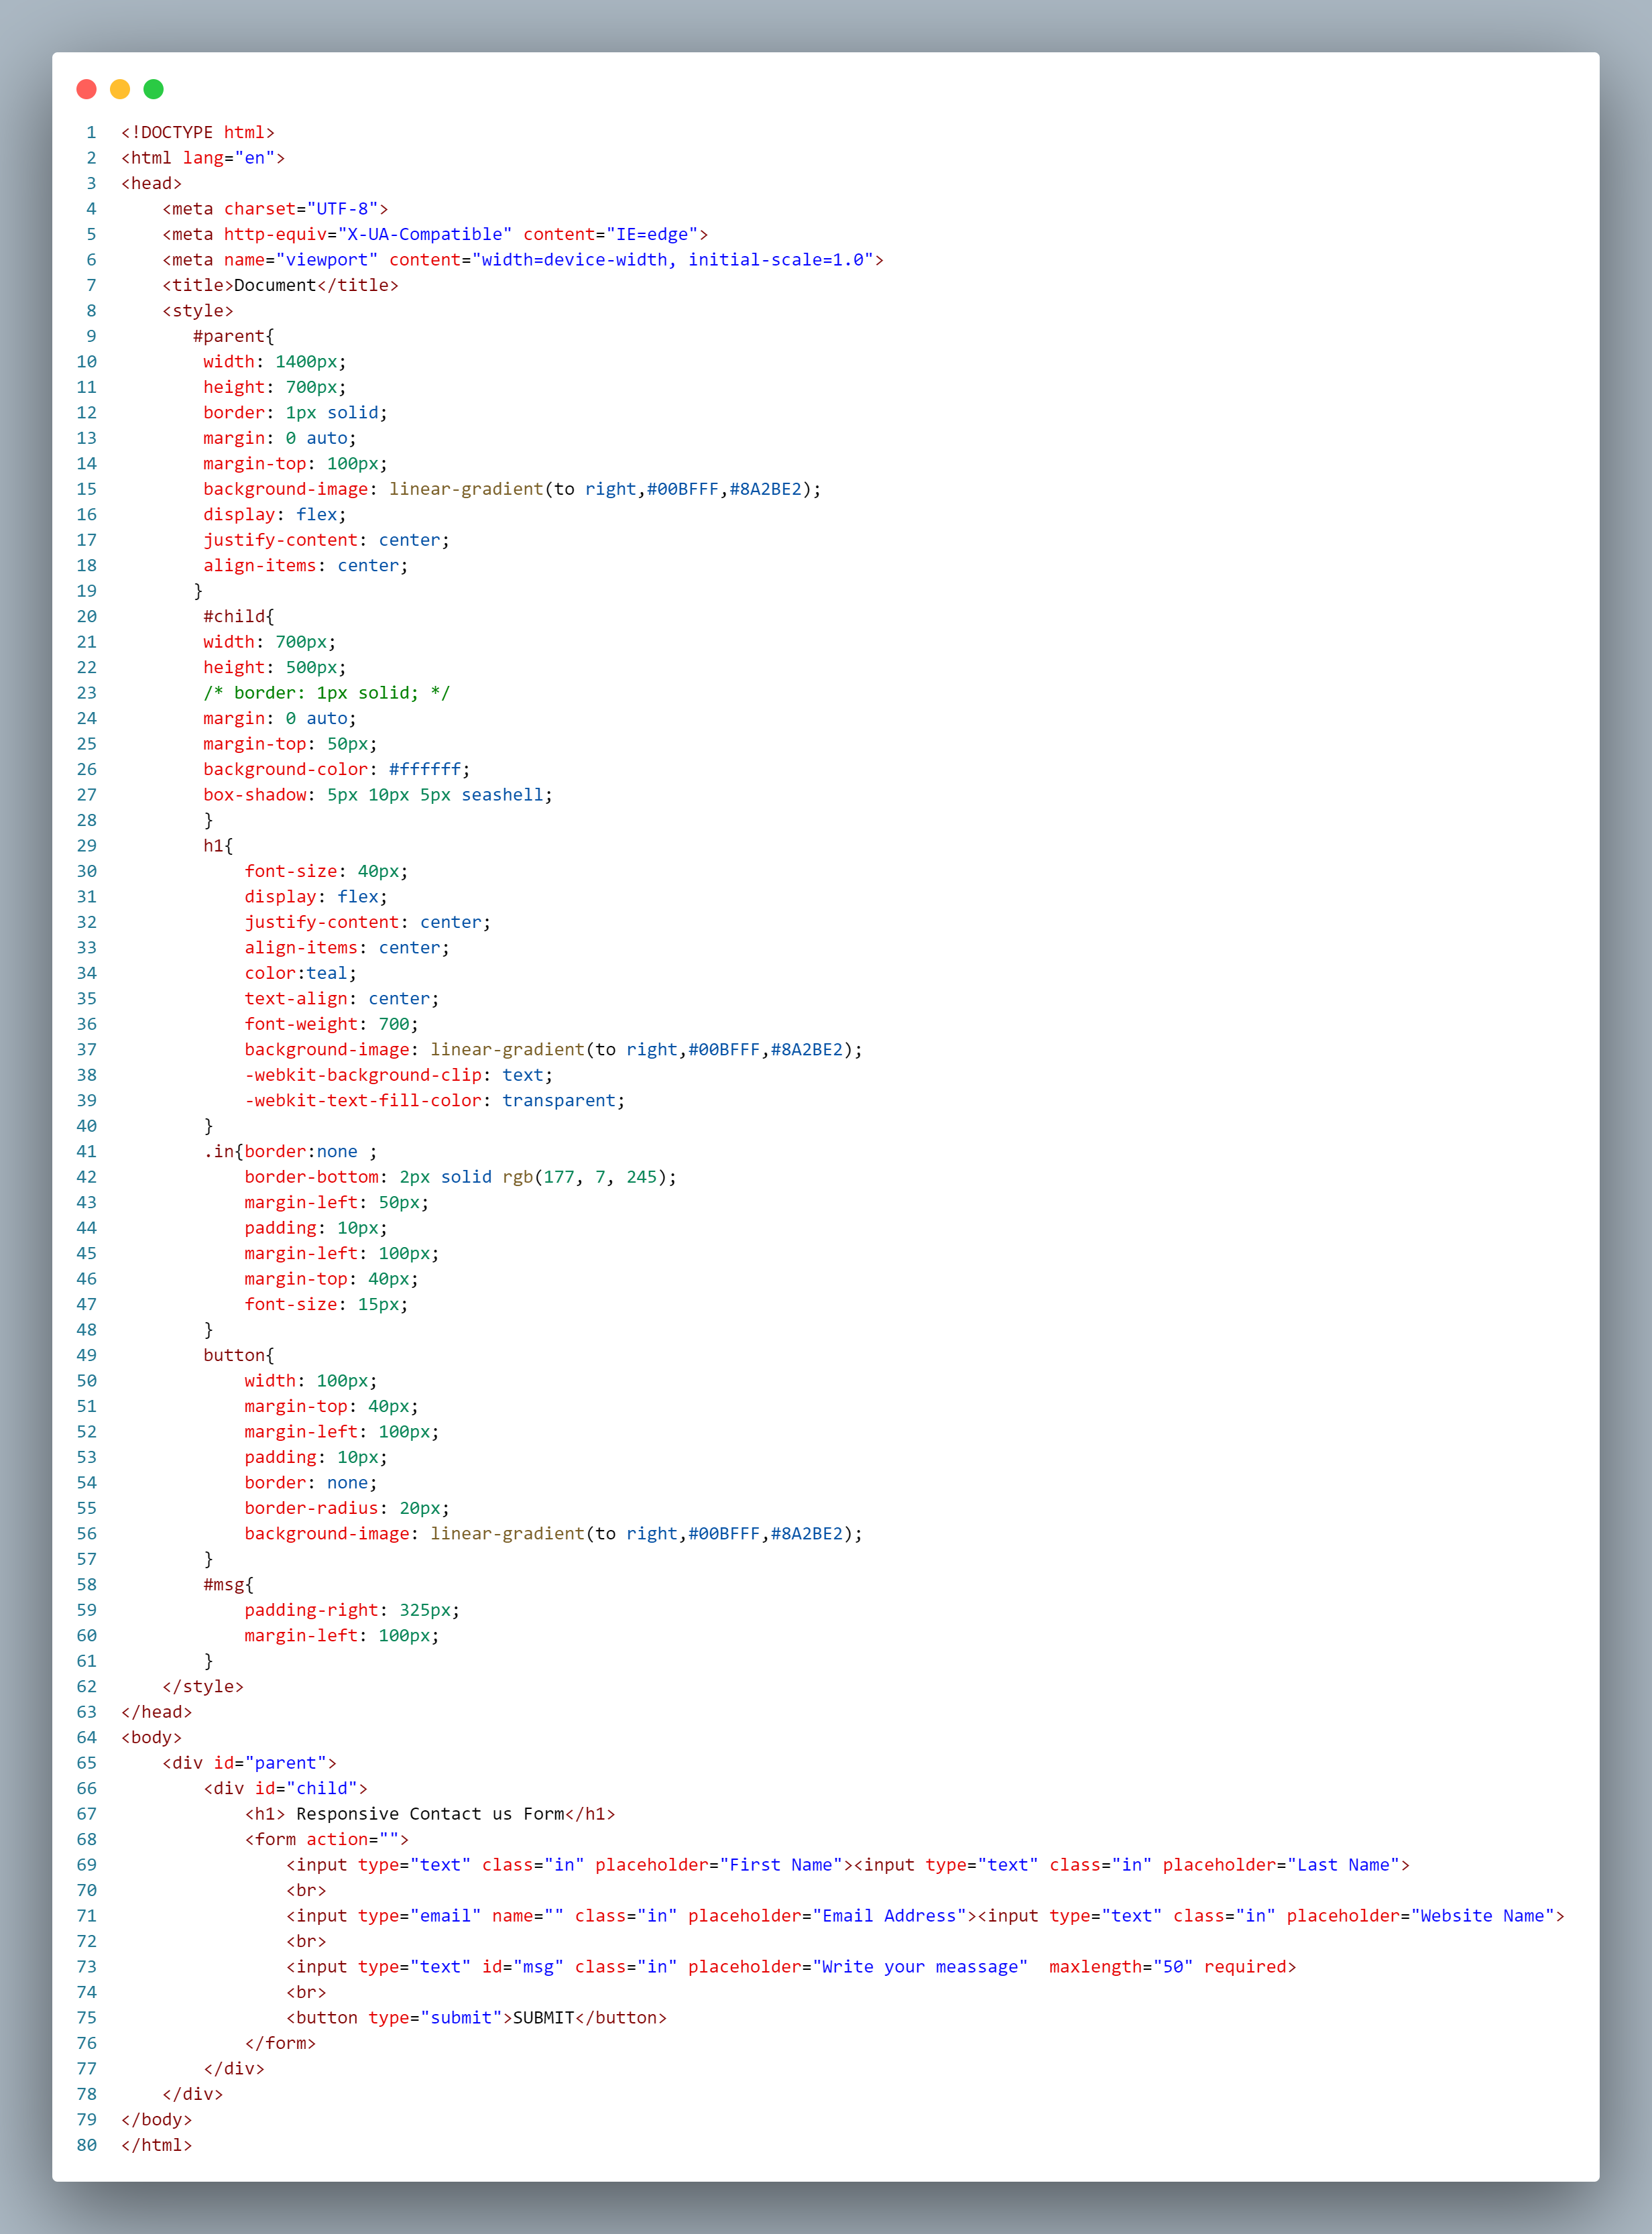 1 <!DOCTYPE html>
2 <html lang="en">
3 <head>
4     <meta charset="UTF-8">
5     <meta http-equiv="X-UA-Compatible" content="IE=edge">
6     <meta name="viewport" content="width=device-width, initial-scale=1.0">
7     <title>Document</title>
8     <style>
9        #parent{
10         width: 1400px;
11         height: 700px;
12         border: 1px solid;
13         margin: 0 auto;
14         margin-top: 100px;
15         background-image: linear-gradient(to right,#00BFFF,#8A2BE2);
16         display: flex;
17         justify-content: center;
18         align-items: center;
19        }
20         #child{
21         width: 700px;
22         height: 500px;
23         /* border: 1px solid; */
24         margin: 0 auto;
25         margin-top: 50px;
26         background-color: #ffffff;
27         box-shadow: 5px 10px 5px seashell;
28         }
29         h1{
30             font-size: 40px;
31             display: flex;
32             justify-content: center;
33             align-items: center;
34             color:teal;
35             text-align: center;
36             font-weight: 700;
37             background-image: linear-gradient(to right,#00BFFF,#8A2BE2);
38             -webkit-background-clip: text;
39             -webkit-text-fill-color: transparent;
40         }
41         .in{border:none ;
42             border-bottom: 2px solid rgb(177, 7, 245);
43             margin-left: 50px;
44             padding: 10px;
45             margin-left: 100px;
46             margin-top: 40px;
47             font-size: 15px;
48         }
49         button{
50             width: 100px;
51             margin-top: 40px;
52             margin-left: 100px;
53             padding: 10px;
54             border: none;
55             border-radius: 20px;
56             background-image: linear-gradient(to right,#00BFFF,#8A2BE2);
57         }
58         #msg{
59             padding-right: 325px;
60             margin-left: 100px;
61         }
62     </style>
63 </head>
64 <body>
65     <div id="parent">
66         <div id="child">
67             <h1> Responsive Contact us Form</h1>
68             <form action="">
69                 <input type="text" class="in" placeholder="First Name"><input type="text" class="in" placeholder="Last Name">
70                 <br>
71                 <input type="email" name="" class="in" placeholder="Email Address"><input type="text" class="in" placeholder="Website Name">
72                 <br>
73                 <input type="text" id="msg" class="in" placeholder="Write your meassage"  maxlength="50" required>
74                 <br>
75                 <button type="submit">SUBMIT</button>
76             </form>
77         </div>
78     </div>
79 </body>
80 </html>